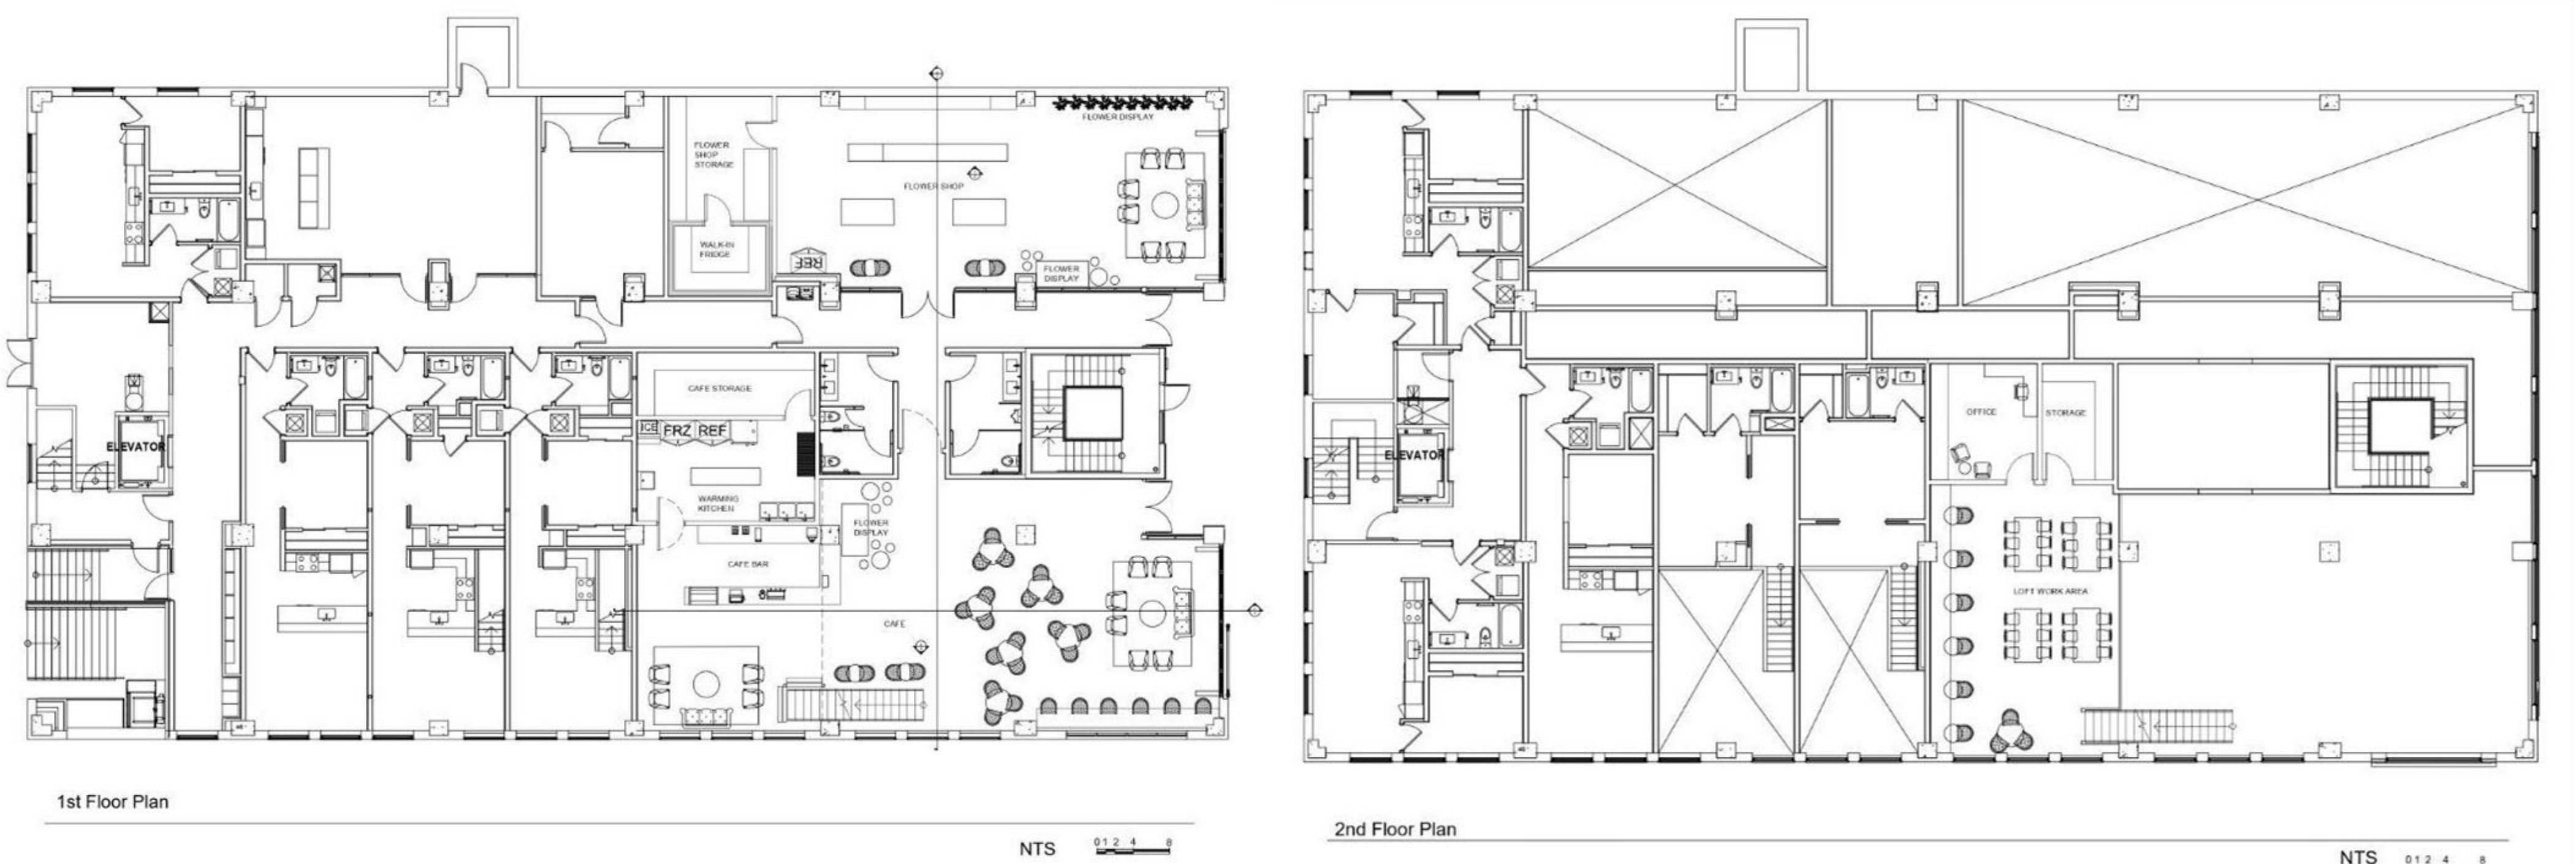 FLOWER DISPLAY
FLOWER
SHOP
STORAGE
FLOWER SHOP
WALK-IN
FRIDGE
REF
FLOWER
DISPLAY
ELEVATOR
CAFE STORAGE
ICE FRZ REF
WARMING
KITCHEN
FLOWER
DISPLAY
CAFE BAR
CAFE
1st Floor Plan
NTS
0 1 2 4 8
OFFICE
STORAGE
ELEVATOR
LOFT WORK AREA
2nd Floor Plan
NTS
0 1 2 4 8